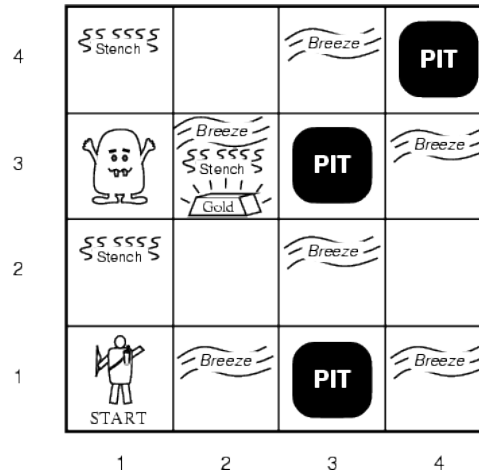 4
Stench
Breeze
PIT
3
Breeze
Stench
Gold
PIT
Breeze
2
Stench
Breeze
1
START
Breeze
PIT
Breeze
1 2 3 4